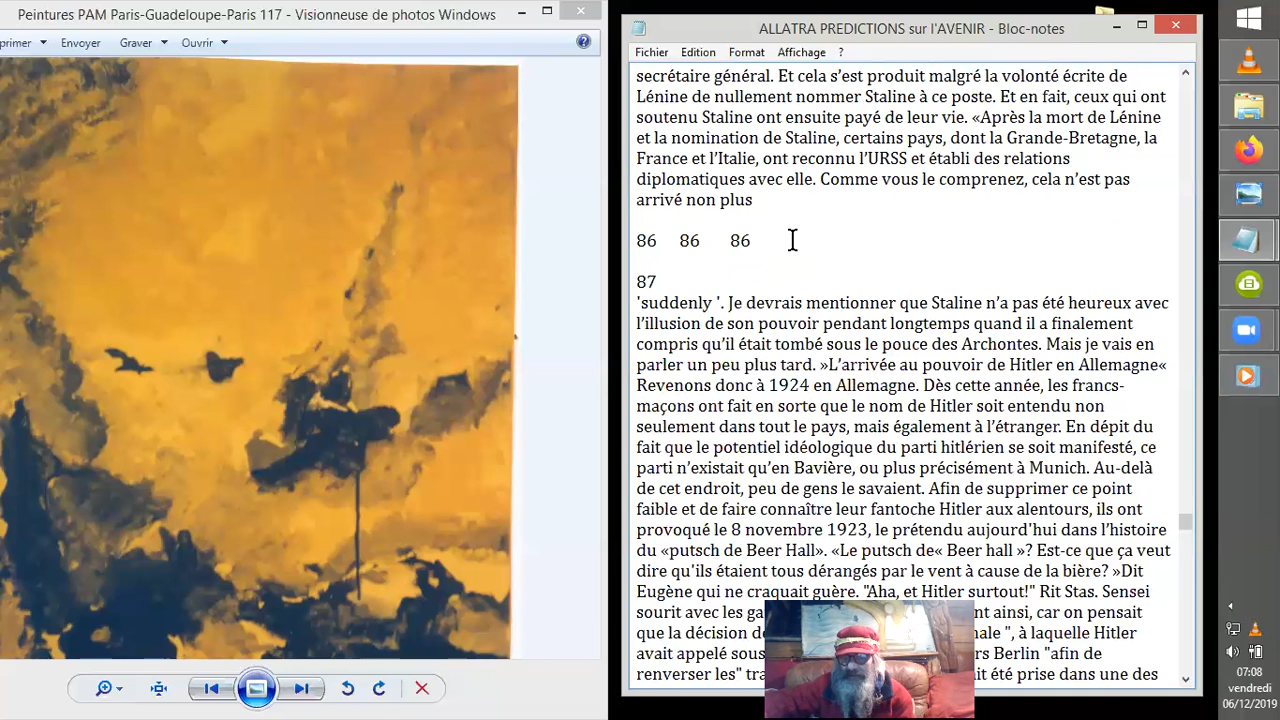 Peintures PAM Paris-Guadeloupe-Paris 117 - Visionneuse de photos Windows
primer Envoyer Graver Ouvrir
ALLATRA PREDICTIONS sur l'AVENIR - Bloc-notes
Fichier Edition Format Affichage ?
secrétaire général. Et cela s’est produit malgré la volonté écrite de
Lénine de nullement nommer Staline à ce poste. Et en fait, ceux qui ont
soutenu Staline ont ensuite payé de leur vie. «Après la mort de Lénine
et la nomination de Staline, certains pays, dont la Grande-Bretagne, la
France et l’Italie, ont reconnu l’URSS et établi des relations
diplomatiques avec elle. Comme vous le comprenez, cela n’est pas
arrivé non plus
86 86 86
87
'suddenly '. Je devrais mentionner que Staline n’a pas été heureux avec
l’illusion de son pouvoir pendant longtemps quand il a finalement
compris qu’il était tombé sous le pouce des Archontes. Mais je vais en
parler un peu plus tard. »L’arrivée au pouvoir de Hitler en Allemagne«
Revenons donc à 1924 en Allemagne. Dès cette année, les francs-
maçons ont fait en sorte que le nom de Hitler soit entendu non
seulement dans tout le pays, mais également à l’étranger. En dépit du
fait que le potentiel idéologique du parti hitlérien se soit manifesté, ce
parti n’existait qu’en Bavière, ou plus précisément à Munich. Au-delà
de cet endroit, peu de gens le savaient. Afin de supprimer ce point
faible et de faire connaître leur fantoche Hitler aux alentours, ils ont
provoqué le 8 novembre 1923, le prétendu aujourd'hui dans l’histoire
du «putsch de Beer Hall». «Le putsch de« Beer hall »? Est-ce que ça veut
dire qu'ils étaient tous dérangés par le vent à cause de la bière? »Dit
Eugène qui ne craquait guère. "Aha, et Hitler surtout!" Rit Stas. Sensei
sourit avec les ainsi, car on pensait
que la décision ", à laquelle Hitler
avait appelé Berlin "afin de
renverser les" était prise dans une des
07:08
vendredi
06/12/2019